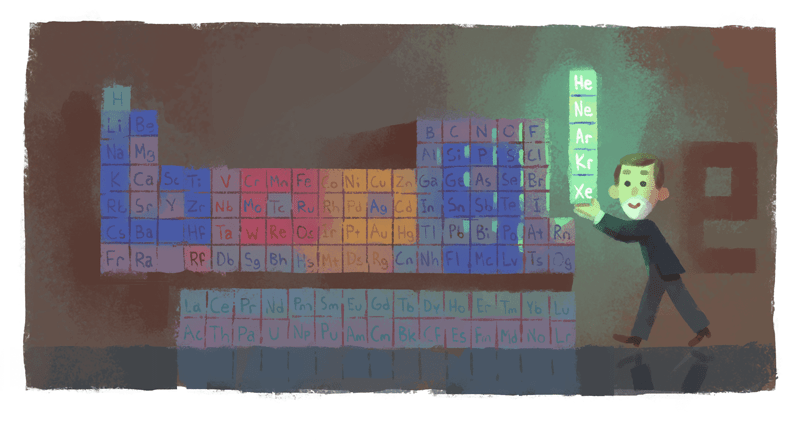 H
Li Be B C N O F
Na Mg Al Si P S Cl
K Ca Sc Ti V Cr Mn Fe Co Ni Cu Zn Ga Ge As Se Br
Rb Sr Y Zr Nb Mo Tc Ru Rh Pd Ag Cd In Sn Sb Te I
Cs Ba Hf Ta W Re Os Ir Pt Au Hg Tl Pb Bi Po At Rn
Fr Ra Rf Db Sg Bh Hs Mt Ds Rg Cn Nh Fl Mc Lv Ts Og
La Ce Pr Nd Pm Sm Eu Gd Tb Dy Ho Er Tm Yb Lu
Ac Th Pa U Np Pu Am Cm Bk Cf Es Fm Md No Lr
He
Ne
Ar
Kr
Xe
e